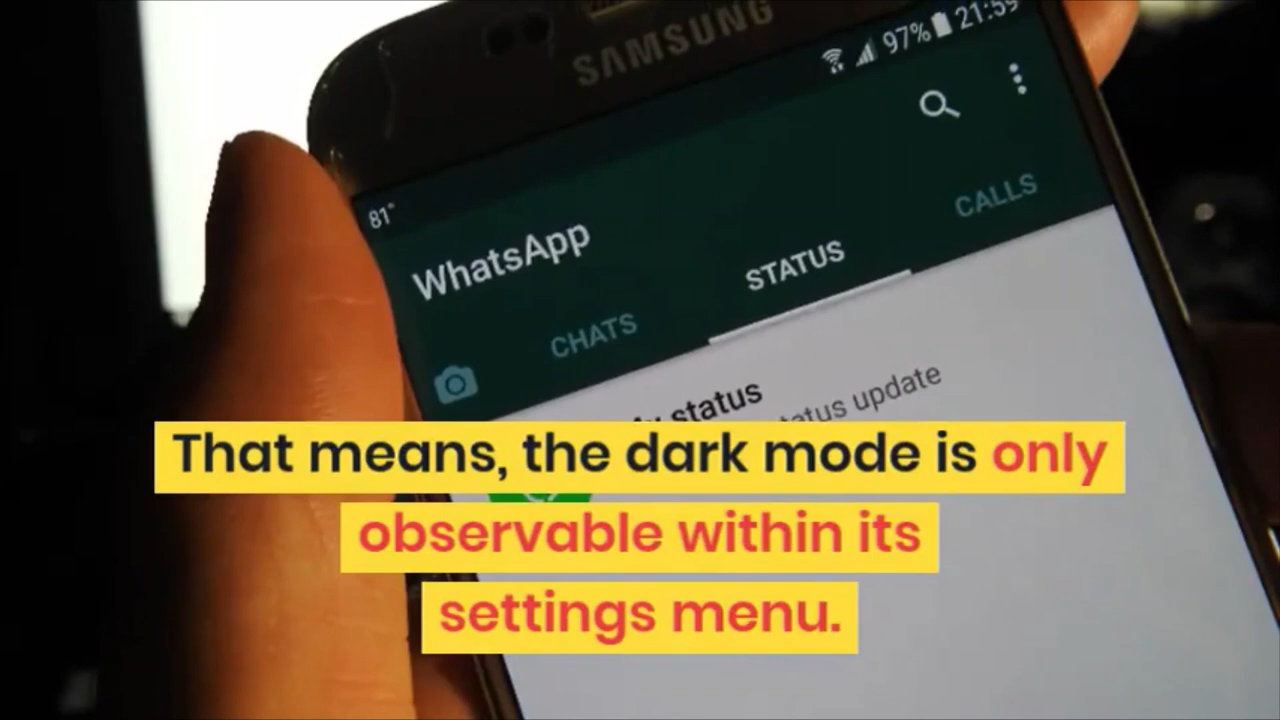 SAMSUNG
97% 21:59
81°
WhatsApp
CHATS
STATUS
CALLS
status
status update
That means, the dark mode is only
observable within its
settings menu.